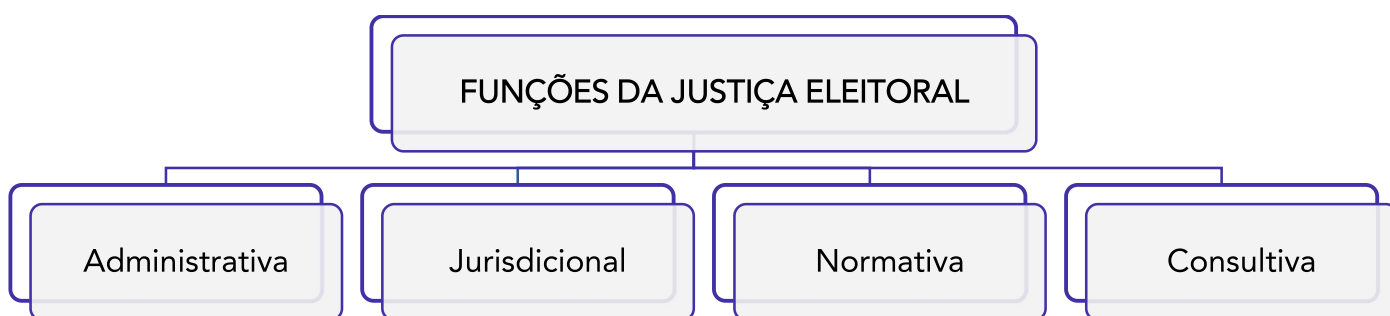 FUNÇÕES DA JUSTIÇA ELEITORAL
Administrativa
Jurisdicional
Normativa
Consultiva